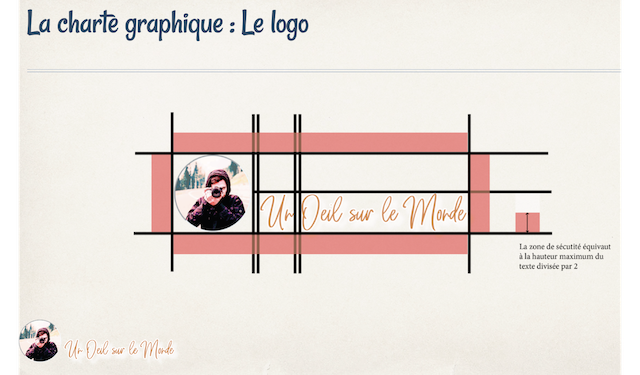 La charte graphique : Le logo
Un Oeil sur le Monde
La zone de sécutité équivaut
à la hauteur maximum du
texte divisée par 2
Un Oeil sur le Monde